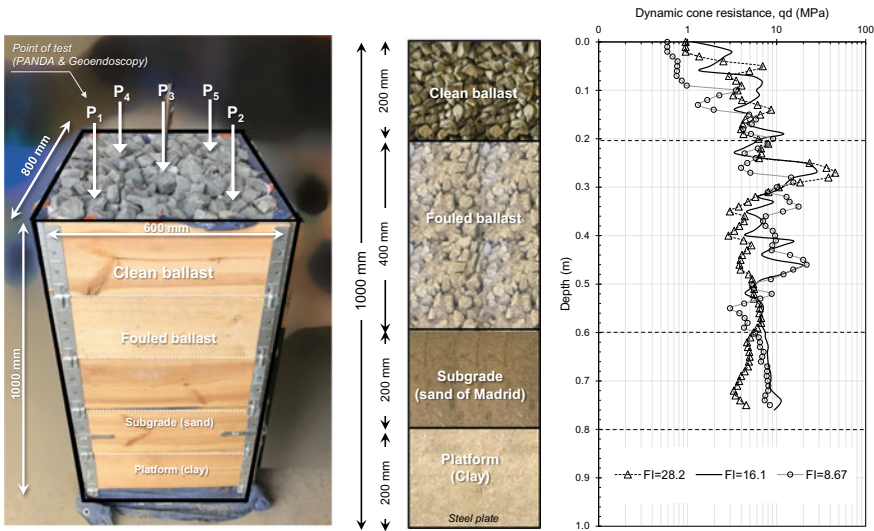 Point of test
(PANDA & Geoendoscopy)
P1
P4
P3
P5
P2
800 mm
600 mm
1000 mm
Clean ballast
Fouled ballast
Subgrade (sand)
Platform (clay)
1000 mm
200 mm
400 mm
200 mm
200 mm
Clean ballast
Fouled ballast
Subgrade
(sand of Madrid)
Platform
(Clay)
Steel plate
Dynamic cone resistance, qd (MPa)
0 1 10 100
Depth (m)
0.0
0.1
0.2
0.3
0.4
0.5
0.6
0.7
0.8
0.9
1.0
FI=28.2 FI=16.1 FI=8.67